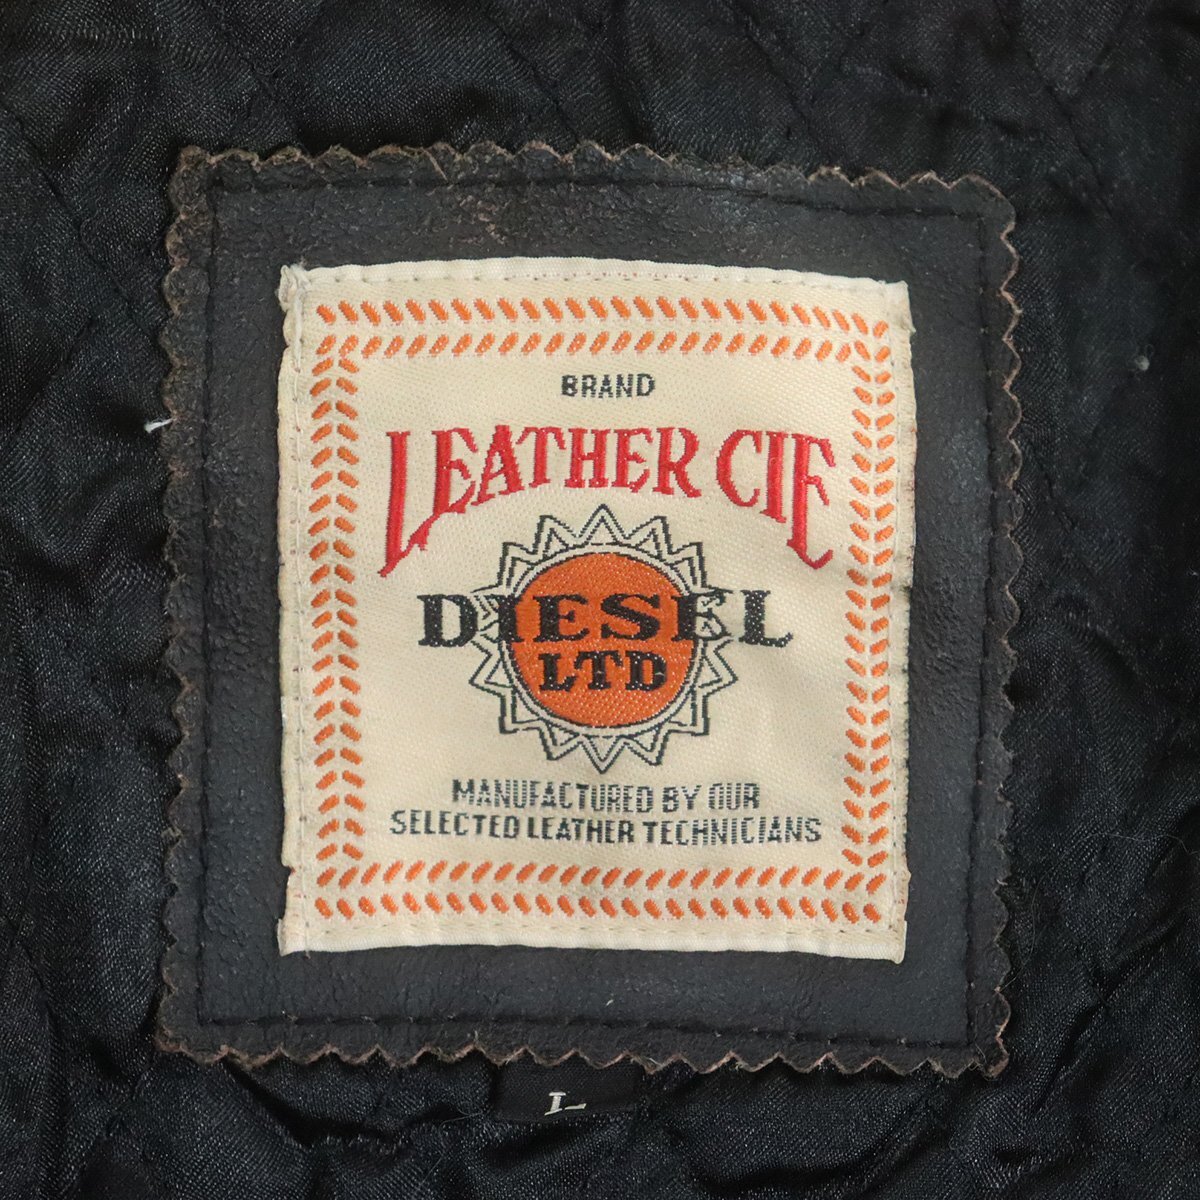 BRAND
LEATHER CIE
DIESEL
LTD
MANUFACTURED BY OUR
SELECTED LEATHER TECHNICIANS
L